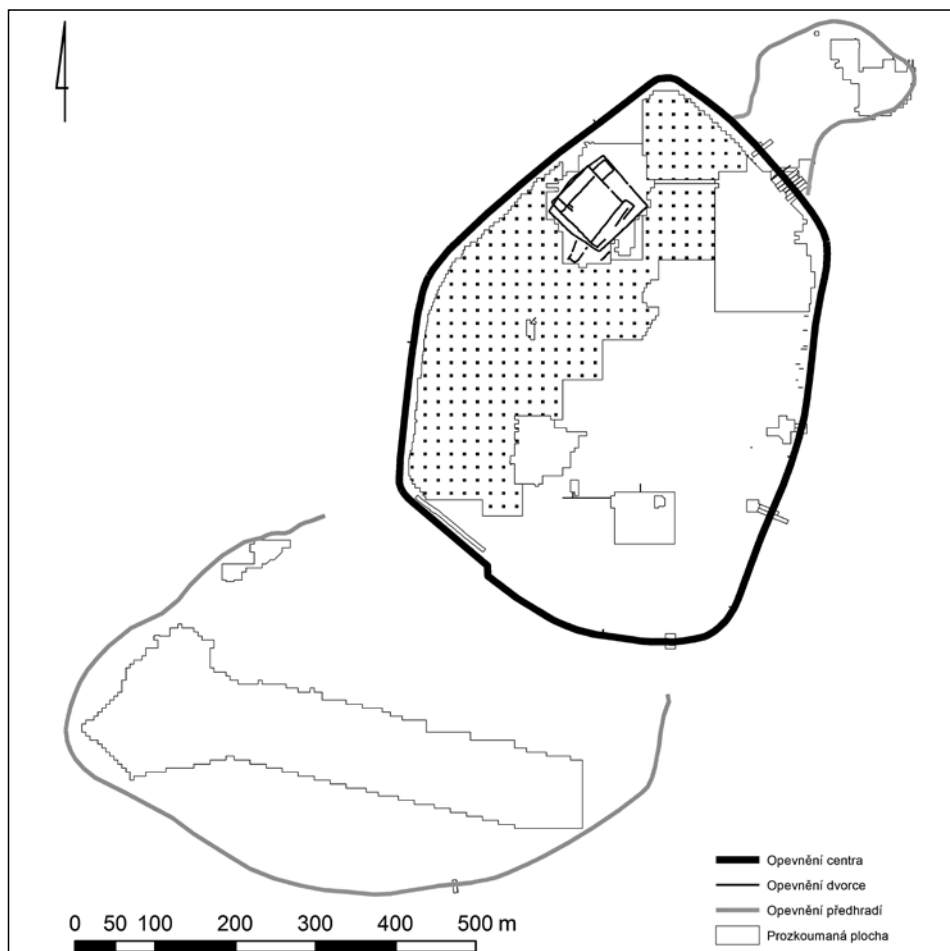 Opevnění centra
Opevnění dvorce
Opevnění předhradí
Prozkoumaná plocha
0 50 100 200 300 400 500 m